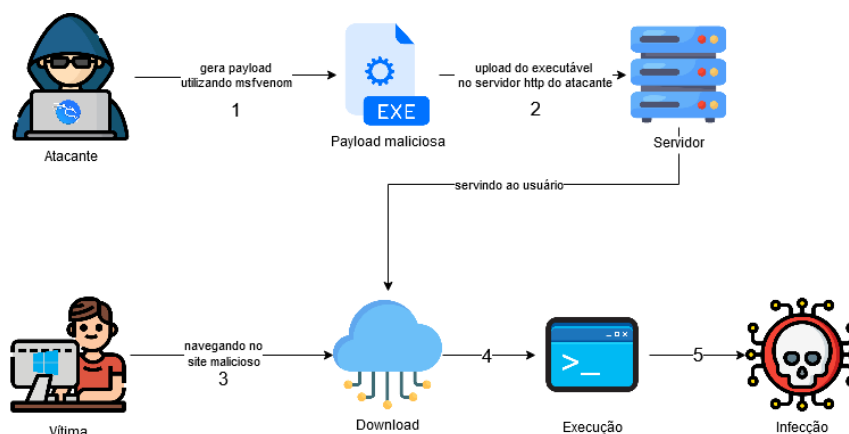 gera payload
utilizando msfvenom
1
EXE
upload do executável
no servidor http do atacante
2
Atacante
Payload maliciosa
Servidor
servindo ao usuário
navegando no
site malicioso
3
4
>_
5
Vítima
Download
Execução
Infecção